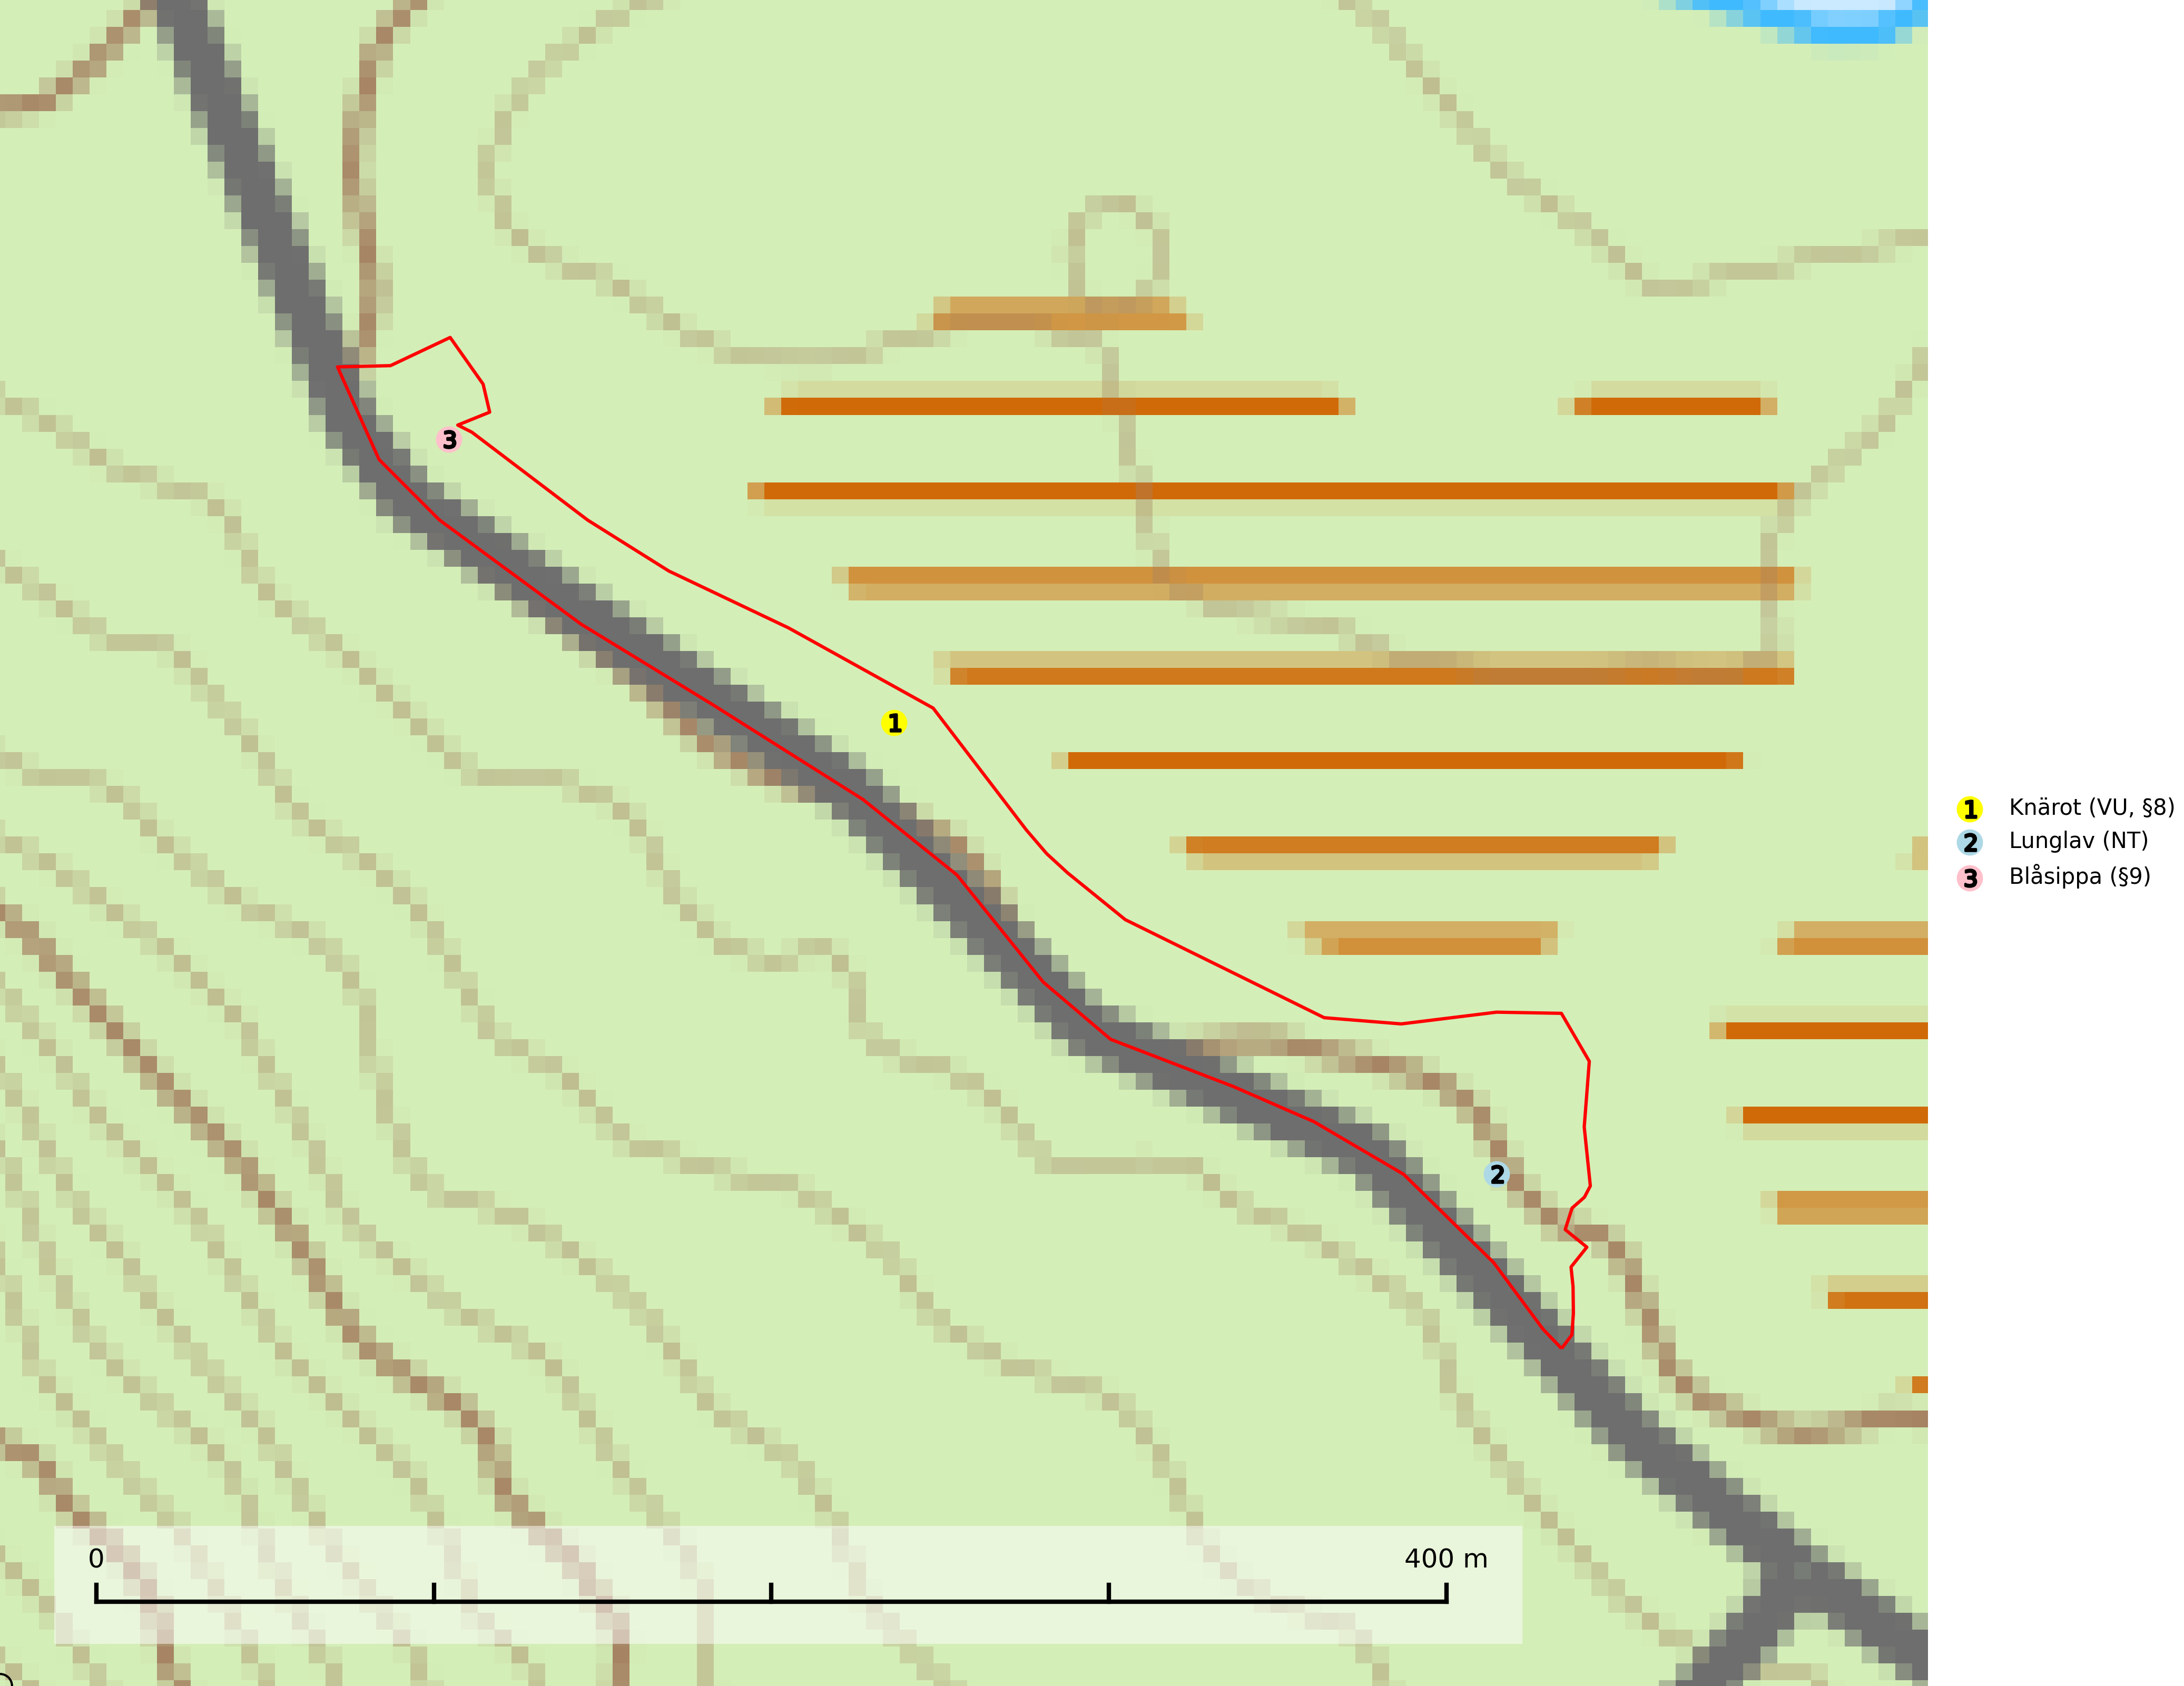 3
1
2
1 Knärot (VU, §8)
2 Lunglav (NT)
3 Blåsippa (§9)
0 400 m